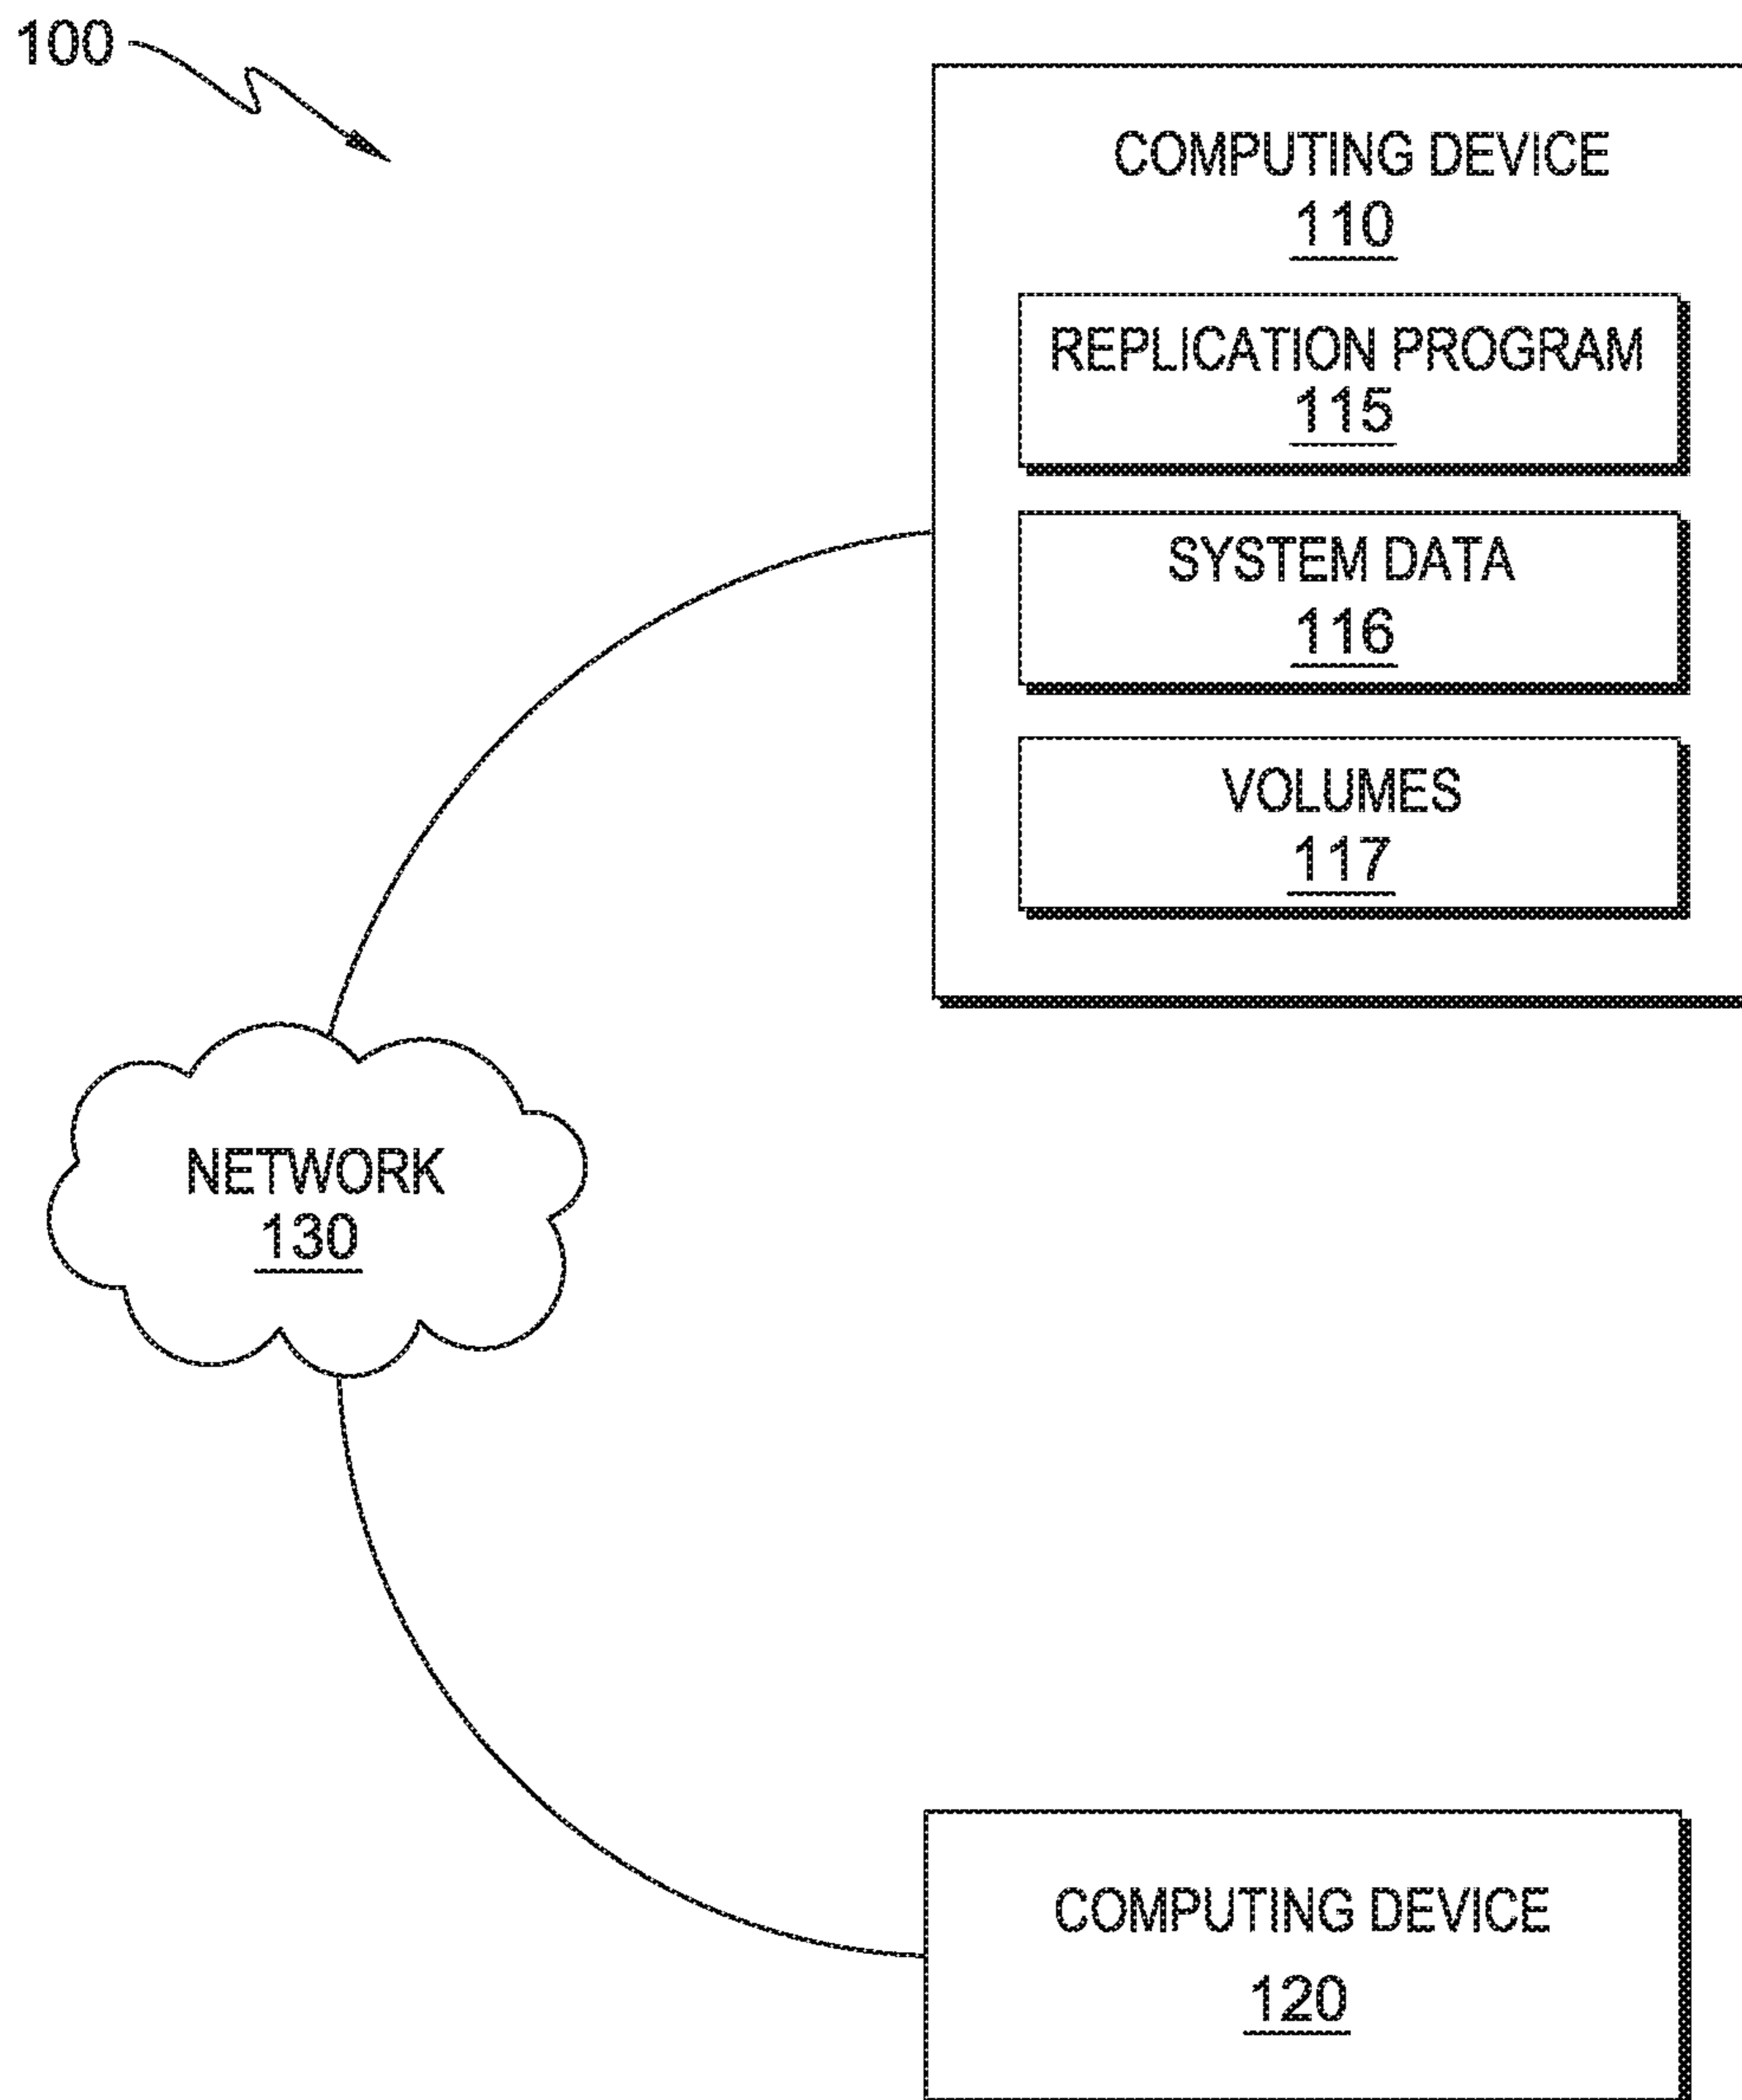 100
COMPUTING DEVICE
110
REPLICATION PROGRAM
115
SYSTEM DATA
116
VOLUMES
117
NETWORK
130
COMPUTING DEVICE
120